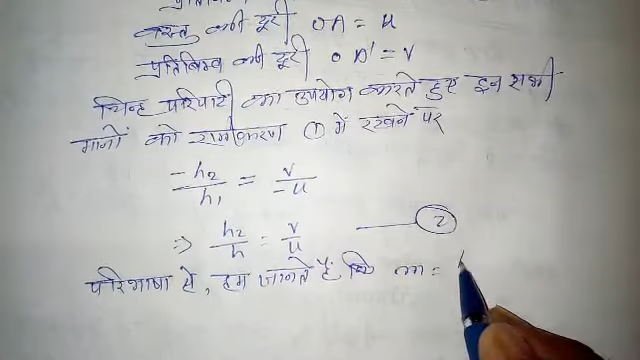 वस्तु की दूरी OA = u
प्रतिबिम्ब की दूरी OA' = v
चिन्ह परिपाटी का उपयोग करते हुए इन सभी
मानों को समीकरण ① में रखने पर
-h₂/h₁ = v/-u
⇒ h₂/h = v/u —— ②
परिभाषा से, हम जानते हैं कि m =